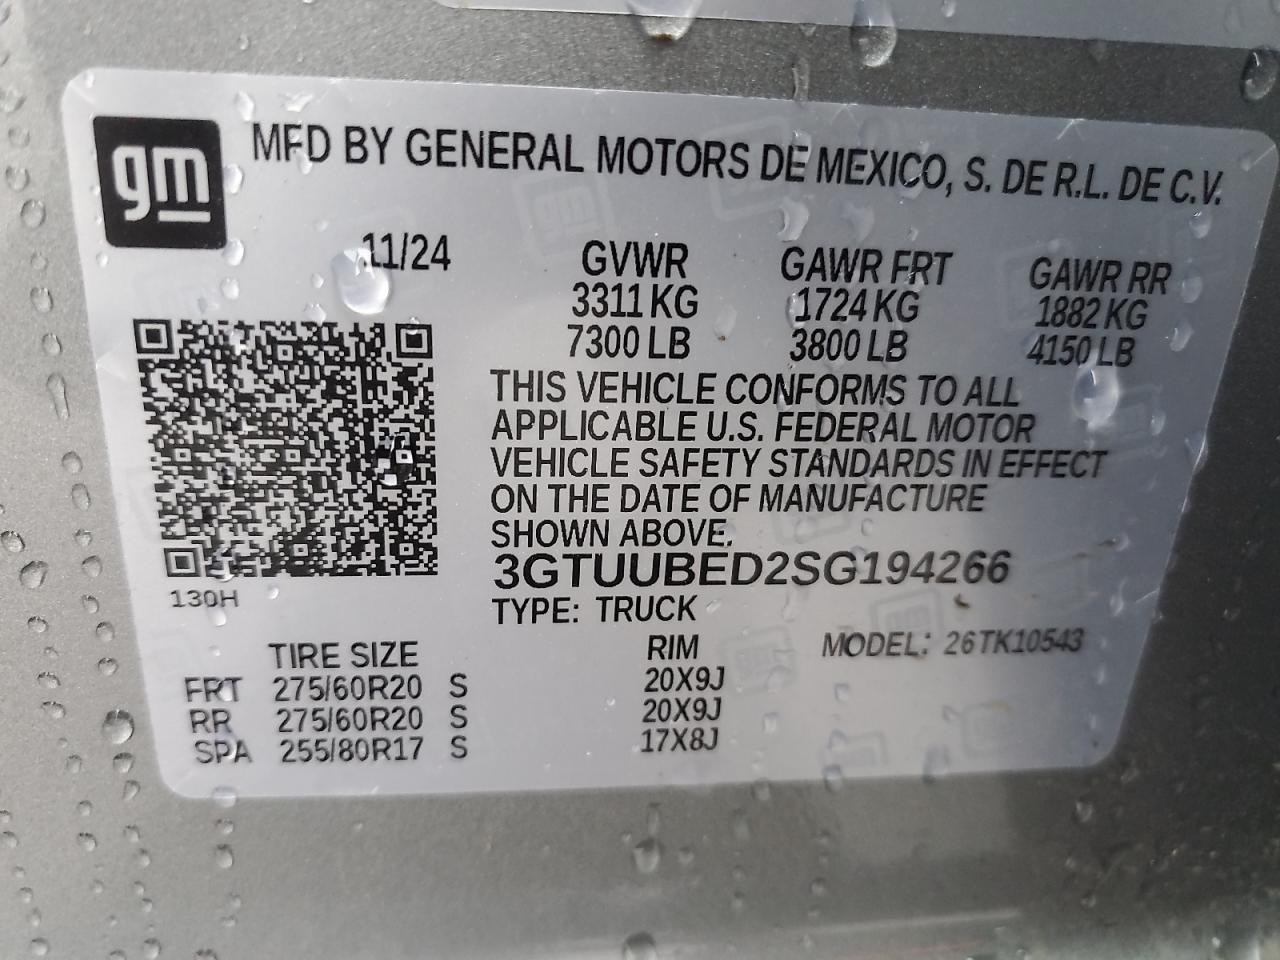 gm
MFD BY GENERAL MOTORS DE MEXICO, S. DE R.L. DE C.V.
11/24 GVWR GAWR FRT GAWR RR
3311 KG 1724 KG 1882 KG
7300 LB 3800 LB 4150 LB
THIS VEHICLE CONFORMS TO ALL
APPLICABLE U.S. FEDERAL MOTOR
VEHICLE SAFETY STANDARDS IN EFFECT
ON THE DATE OF MANUFACTURE
SHOWN ABOVE.
3GTUUBED2SG194266
130H
TYPE: TRUCK
TIRE SIZE RIM MODEL: 26TK10543
FRT 275/60R20 S 20X9J
RR 275/60R20 S 20X9J
SPA 255/80R17 S 17X8J